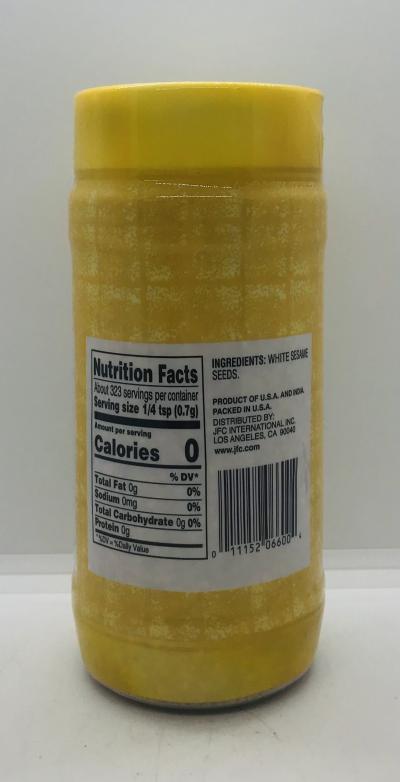 Nutrition Facts
About 323 servings per container
Serving size 1/4 tsp (0.7g)
Amount per serving
Calories 0
% DV*
Total Fat 0g 0%
Sodium 0mg 0%
Total Carbohydrate 0g 0%
Protein 0g
*%DV = %Daily Value
INGREDIENTS: WHITE SESAME
SEEDS.
PRODUCT OF U.S.A. AND INDIA.
PACKED IN U.S.A.
DISTRIBUTED BY:
JFC INTERNATIONAL INC.
LOS ANGELES, CA 90040
www.jfc.com
0 11152 06600 4